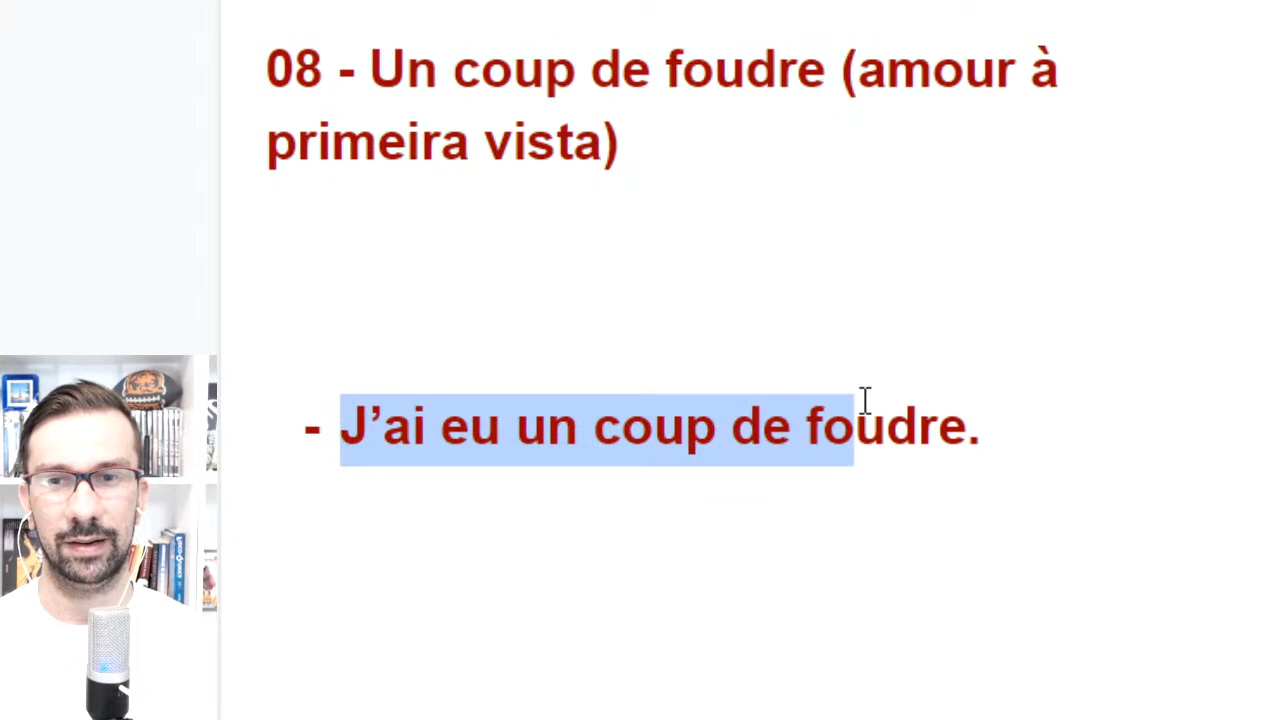 08 - Un coup de foudre (amour à
primeira vista)
- J’ai eu un coup de foudre.